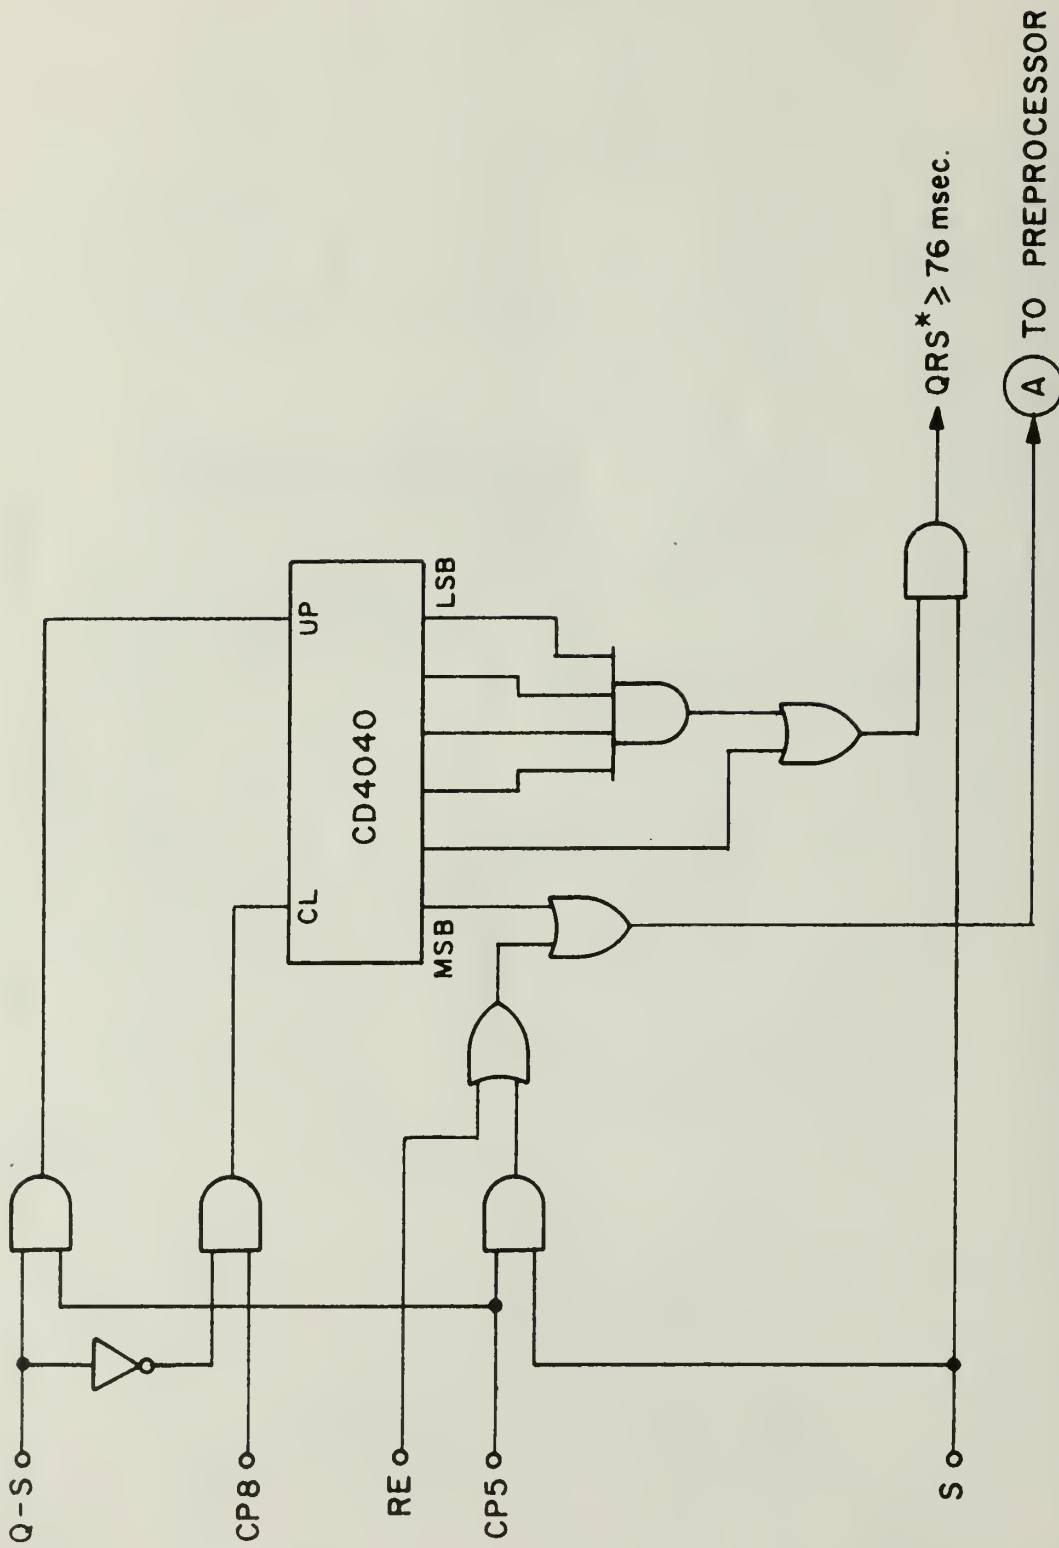 Q-S
CP8
RE
CP5
S
CL
UP
CD4040
MSB
LSB
QRS* ⩾ 76 msec.
A TO PREPROCESSOR